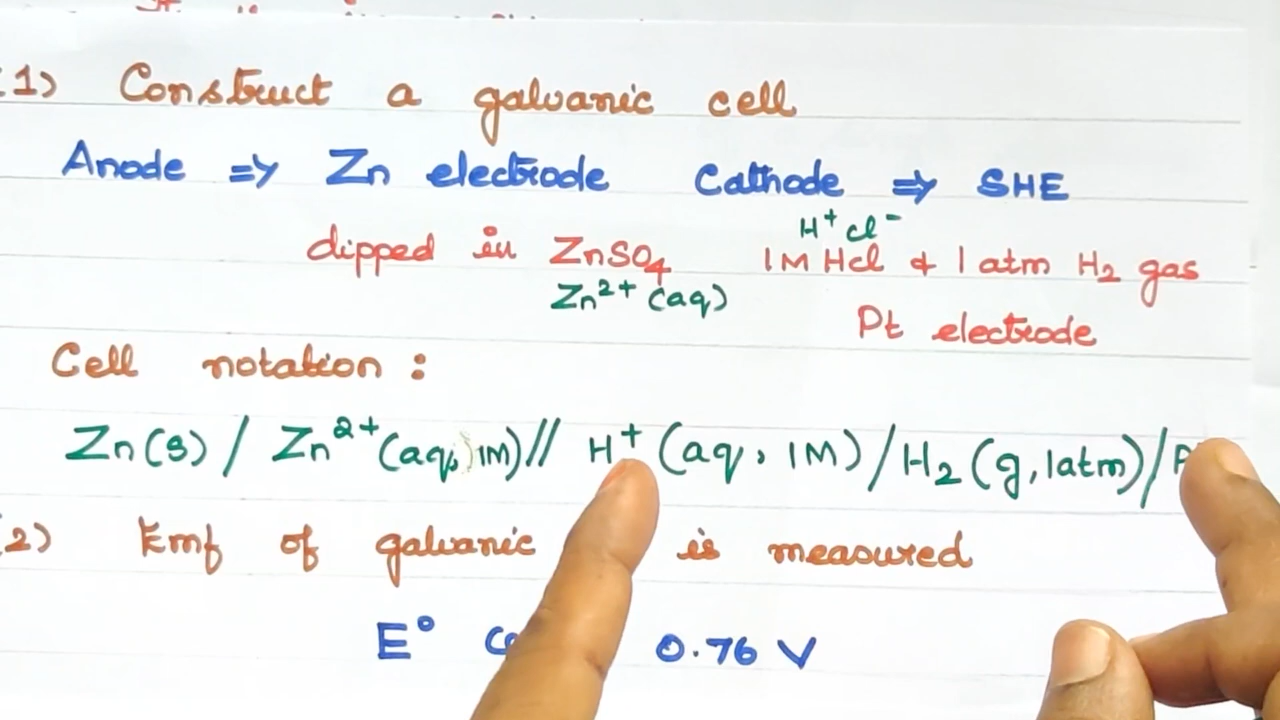 (1) Construct a galvanic cell
Anode ⇒ Zn electrode Cathode ⇒ SHE
H⁺ Cl⁻
dipped in ZnSO₄ 1M HCl & 1 atm H₂ gas
Zn²⁺ (aq)
Pt electrode
Cell notation :
Zn(s) / Zn²⁺(aq, 1M) // H⁺(aq, 1M) / H₂(g, 1atm) /
(2) Emf of galvanic is measured
E° 0.76 V